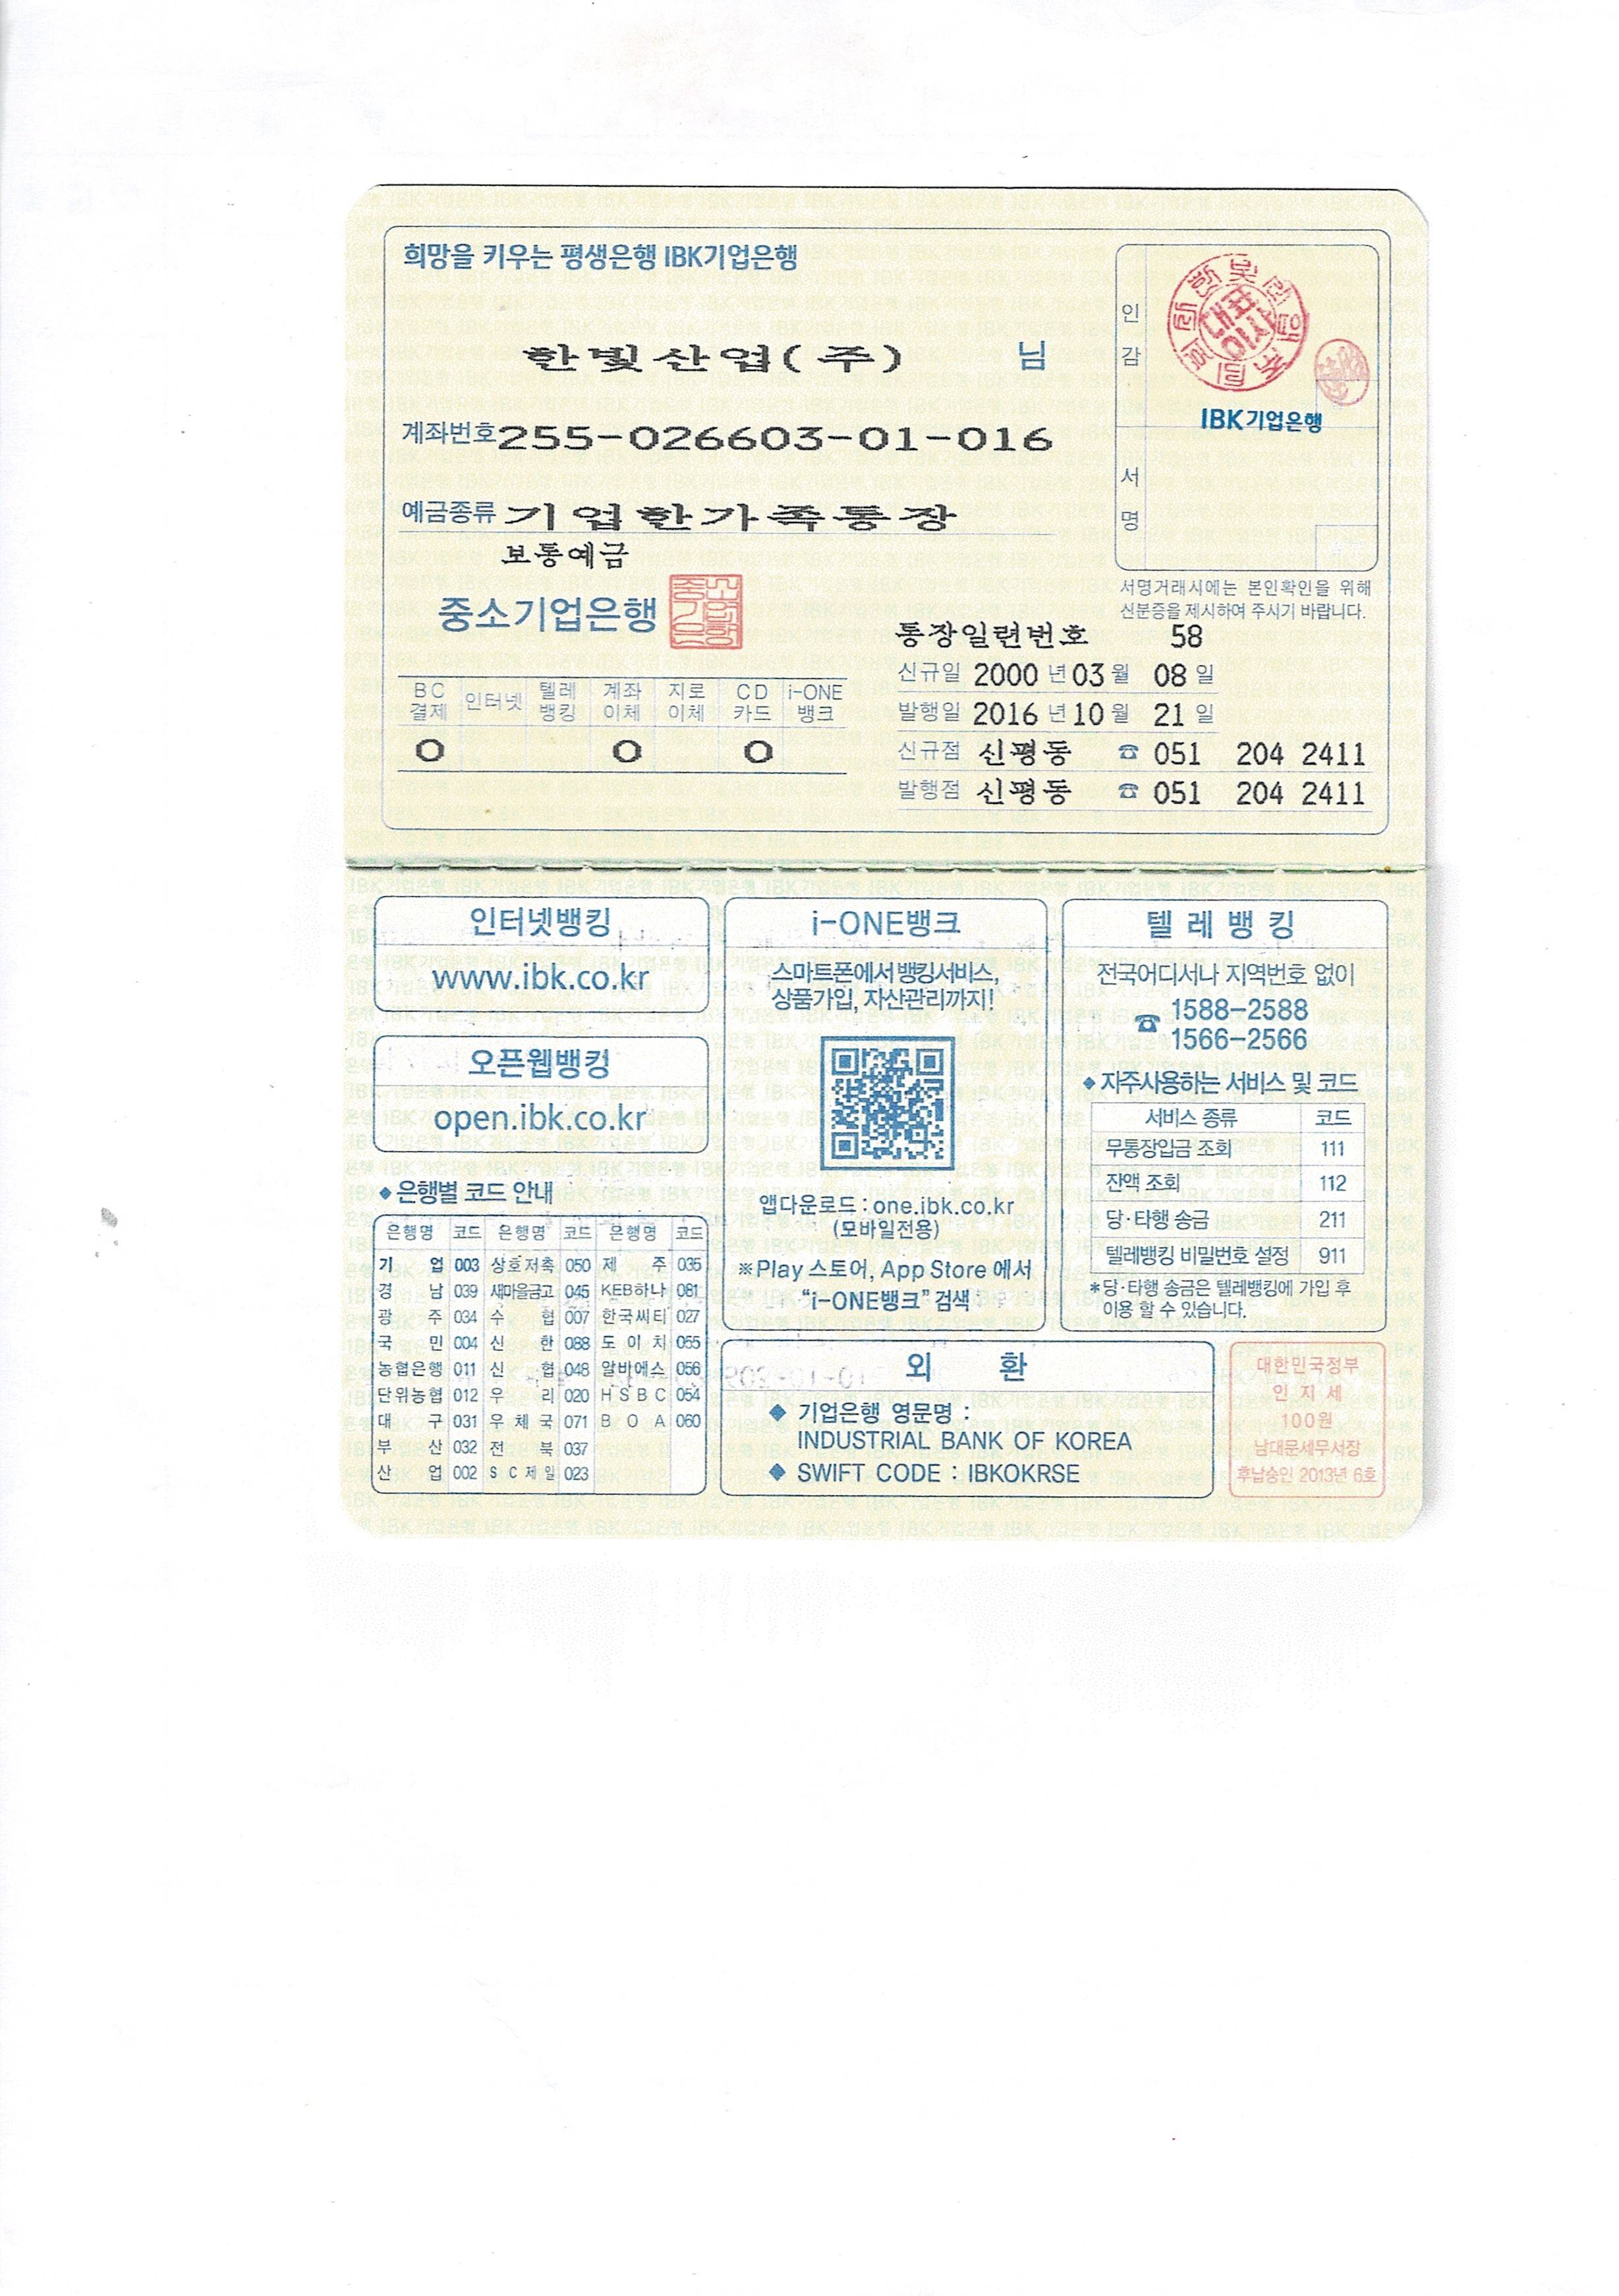 희망을 키우는 평생은행 IBK기업은행
한빛산업(주) 님
계좌번호 255-026603-01-016
예금종류 기업한가족통장
보통예금
중소기업은행
BC결제 인터넷 텔레뱅킹 계좌이체 지로이체 CD카드 i-ONE뱅크
O O O
인감
대표이사
IBK기업은행
서명
서명거래시에는 본인확인을 위해
신분증을 제시하여 주시기 바랍니다.
통장일련번호 58
신규일 2000 년 03 월 08 일
발행일 2016 년 10 월 21 일
신규점 신평동 ☎ 051 204 2411
발행점 신평동 ☎ 051 204 2411
인터넷뱅킹
www.ibk.co.kr
오픈웹뱅킹
open.ibk.co.kr
◆은행별 코드 안내
은행명 코드 은행명 코드 은행명 코드
기 업 003 상호저축 050 제 주 035
경 남 039 새마을금고 045 KEB하나 081
광 주 034 수 협 007 한국씨티 027
국 민 004 신 한 088 도이치 055
농협은행 011 신 협 048 알비에스 056
단위농협 012 우 리 020 HSBC 054
대 구 031 우체국 071 B O A 060
부 산 032 전 북 037
산 업 002 SC제일 023
i-ONE뱅크
스마트폰에서 뱅킹서비스,
상품가입, 자산관리까지!
앱다운로드 : one.ibk.co.kr
(모바일전용)
※Play 스토어, App Store 에서
"i-ONE뱅크" 검색
텔 레 뱅 킹
전국어디서나 지역번호 없이
☎ 1588-2588
1566-2566
◆자주사용하는 서비스 및 코드
서비스 종류 코드
무통장입금 조회 111
잔액 조회 112
당·타행 송금 211
텔레뱅킹 비밀번호 설정 911
*당·타행 송금은 텔레뱅킹에 가입 후
이용 할 수 있습니다.
외 환
◆ 기업은행 영문명 :
INDUSTRIAL BANK OF KOREA
◆ SWIFT CODE : IBKOKRSE
대한민국정부
인 지 세
100원
남대문세무서장
후납승인 2013년 6호